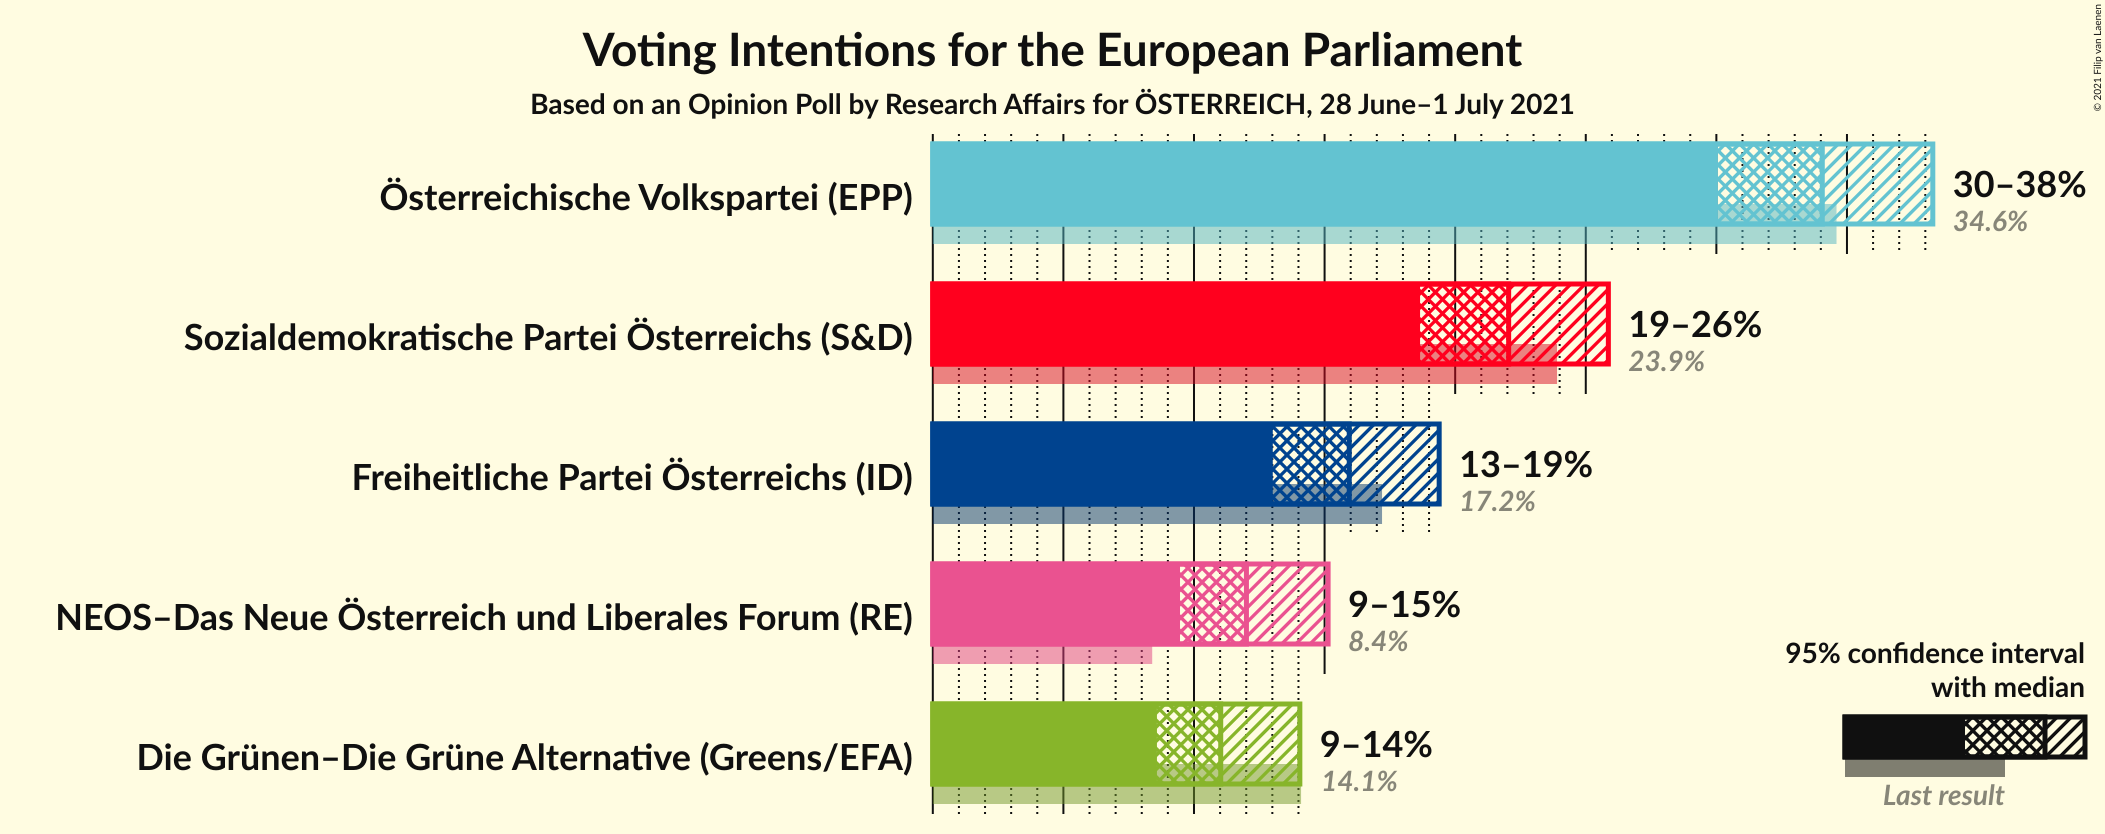 Voting Intentions for the European Parliament
Based on an Opinion Poll by Research Affairs for ÖSTERREICH, 28 June–1 July 2021
© 2021 Filip van Laenen
Österreichische Volkspartei (EPP)
30–38%
34.6%
Sozialdemokratische Partei Österreichs (S&D)
19–26%
23.9%
Freiheitliche Partei Österreichs (ID)
13–19%
17.2%
NEOS–Das Neue Österreich und Liberales Forum (RE)
9–15%
8.4%
Die Grünen–Die Grüne Alternative (Greens/EFA)
9–14%
14.1%
95% confidence interval
with median
Last result